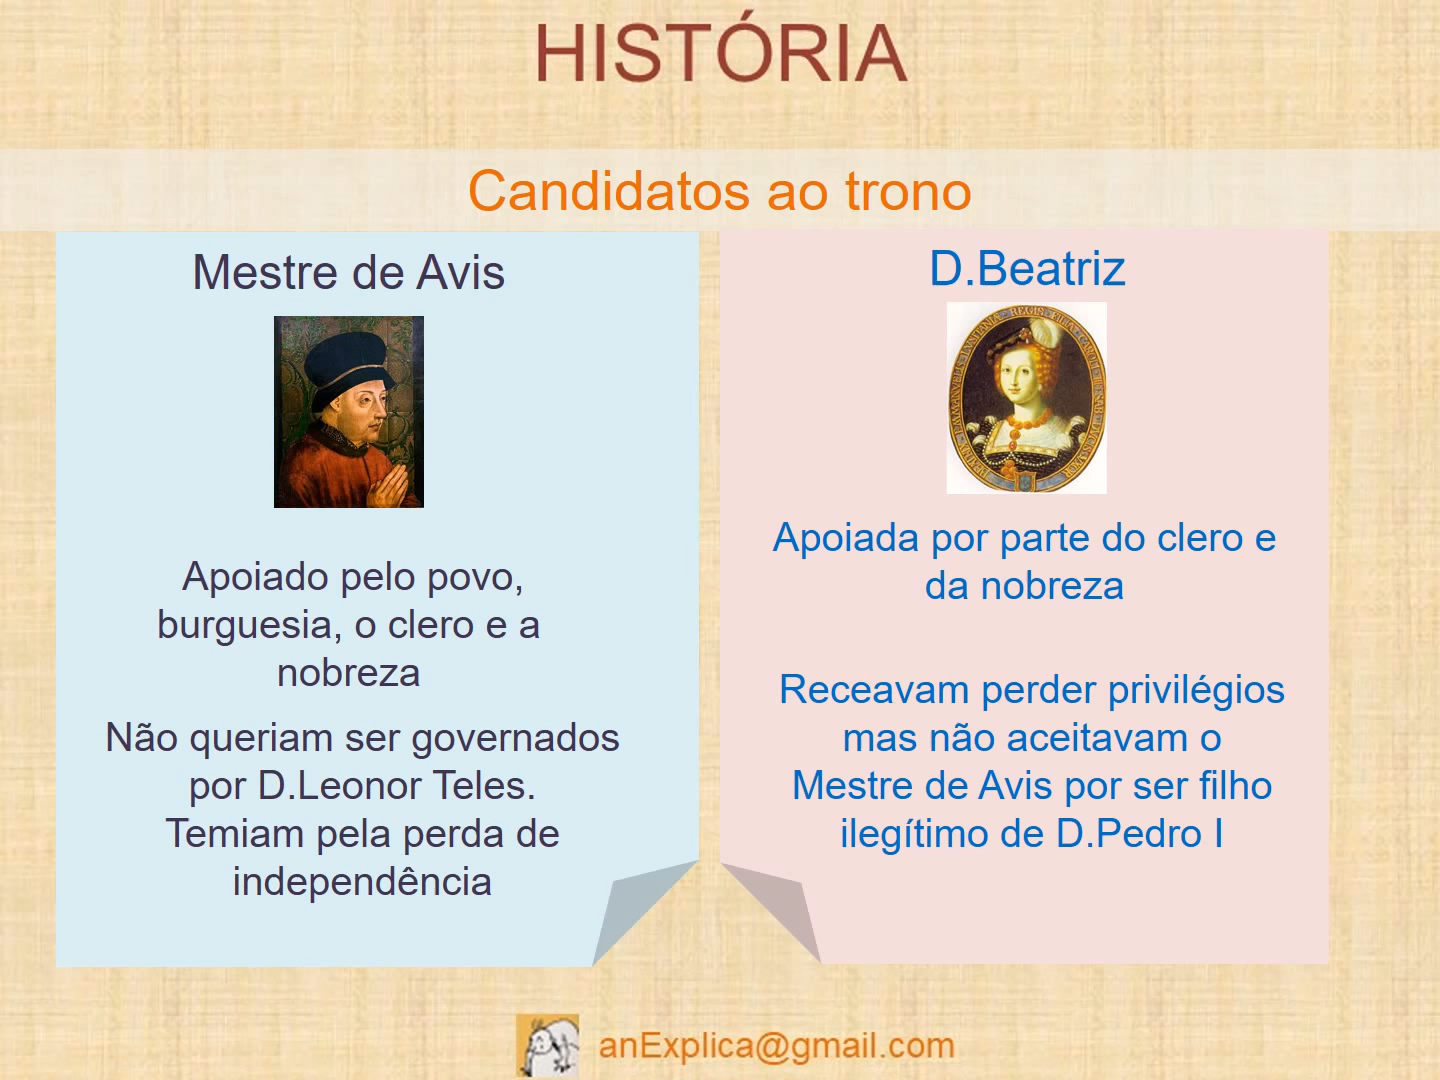 HISTÓRIA
Candidatos ao trono
Mestre de Avis
Apoiado pelo povo,
burguesia, o clero e a
nobreza
Não queriam ser governados
por D.Leonor Teles.
Temiam pela perda de
independência
D.Beatriz
Apoiada por parte do clero e
da nobreza
Receavam perder privilégios
mas não aceitavam o
Mestre de Avis por ser filho
ilegítimo de D.Pedro I
anExplica@gmail.com